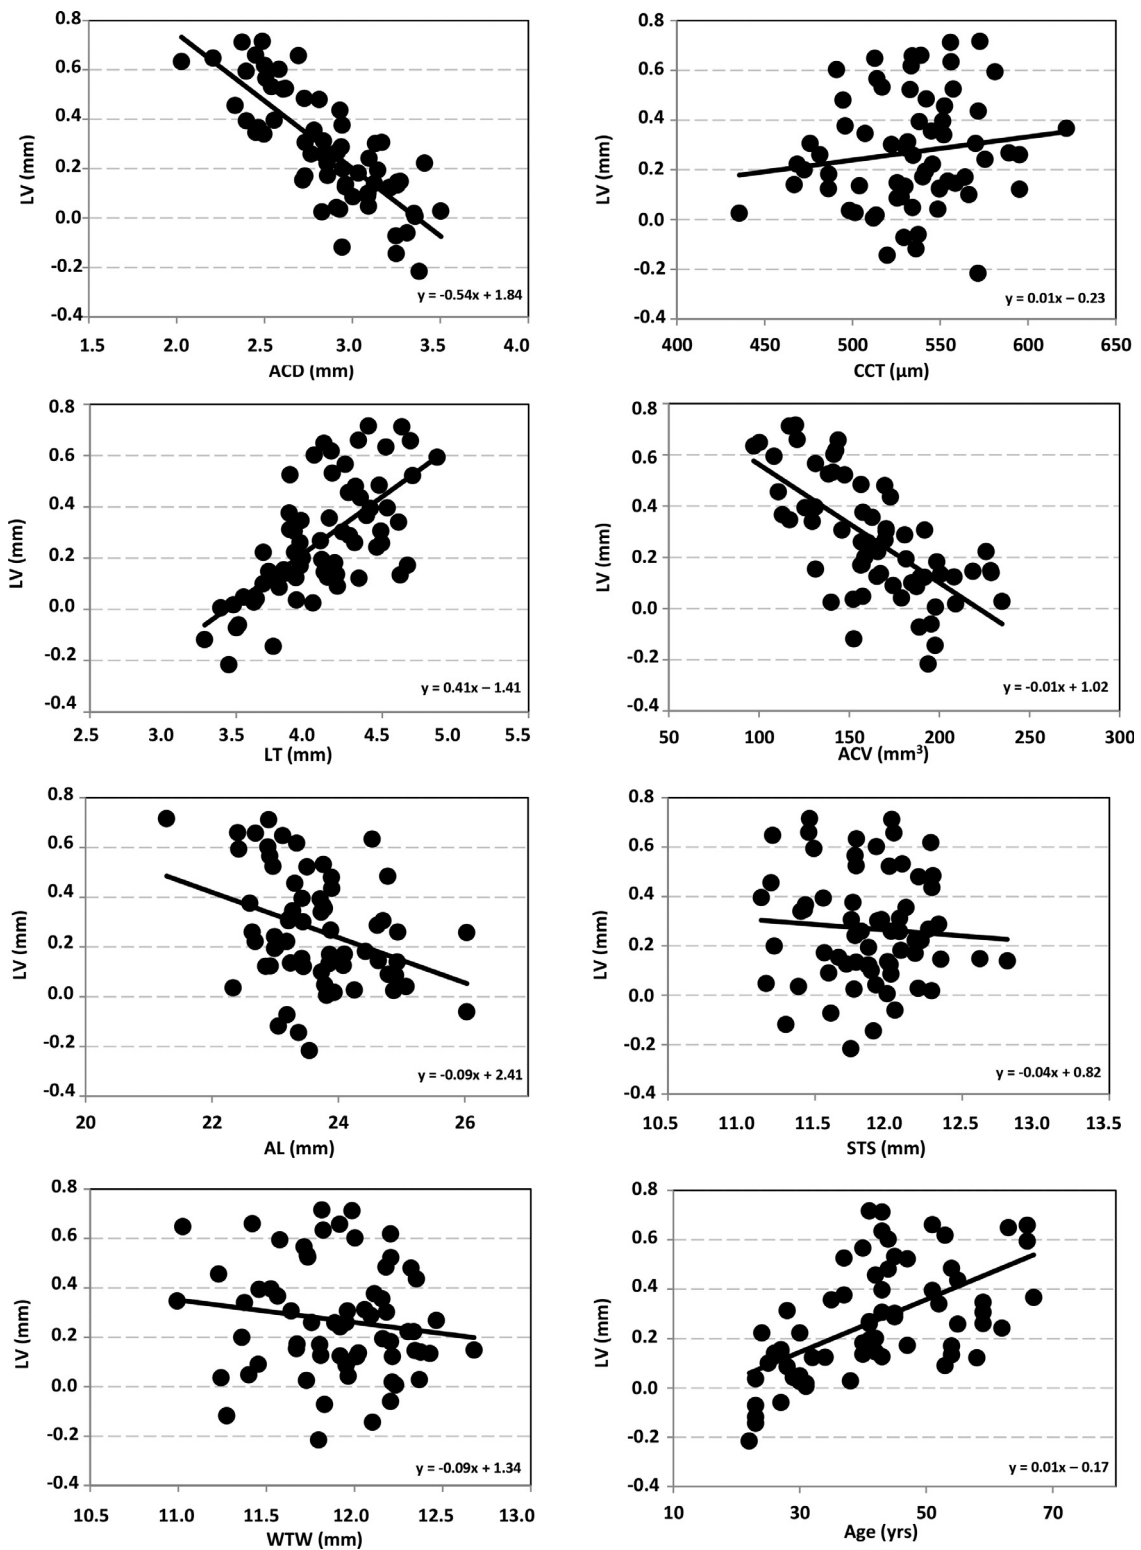 0.8
0.6
0.4
0.2
0.0
-0.2
-0.4
LV (mm)
y = -0.54x + 1.84
1.5 2.0 2.5 3.0 3.5 4.0
ACD (mm)
0.8
0.6
0.4
0.2
0.0
-0.2
-0.4
LV (mm)
y = 0.01x – 0.23
400 450 500 550 600 650
CCT (µm)
0.8
0.6
0.4
0.2
0.0
-0.2
-0.4
LV (mm)
y = 0.41x – 1.41
2.5 3.0 3.5 4.0 4.5 5.0 5.5
LT (mm)
0.8
0.6
0.4
0.2
0.0
-0.2
-0.4
LV (mm)
y = -0.01x + 1.02
50 100 150 200 250 300
ACV (mm³)
0.8
0.6
0.4
0.2
0.0
-0.2
-0.4
LV (mm)
y = -0.09x + 2.41
20 22 24 26
AL (mm)
0.8
0.6
0.4
0.2
0.0
-0.2
-0.4
LV (mm)
y = -0.04x + 0.82
10.5 11.0 11.5 12.0 12.5 13.0 13.5
STS (mm)
0.8
0.6
0.4
0.2
0.0
-0.2
-0.4
LV (mm)
y = -0.09x + 1.34
10.5 11.0 11.5 12.0 12.5 13.0
WTW (mm)
0.8
0.6
0.4
0.2
0.0
-0.2
-0.4
LV (mm)
y = 0.01x – 0.17
10 30 50 70
Age (yrs)